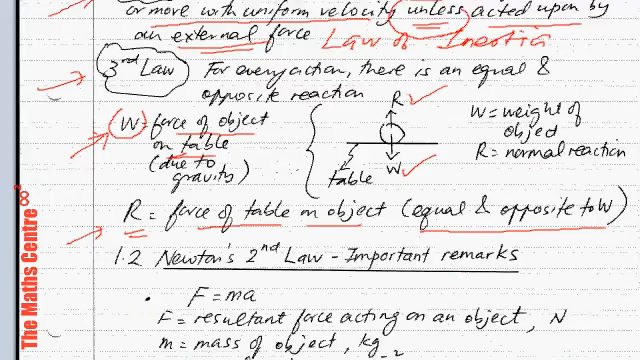 or more with uniform velocity unless acted upon by
an external force Law of Inertia
3rd Law For every action, there is an equal &
opposite reaction
W = force of object
on table
(due to
gravity)
R
W
table
W = weight of
object
R = normal reaction
R = force of table on object (equal & opposite to W)
1.2 Newton's 2nd Law - Important remarks
• F = ma
F = resultant force acting on an object, N
m = mass of object, kg
-2
The Maths Centre ∞